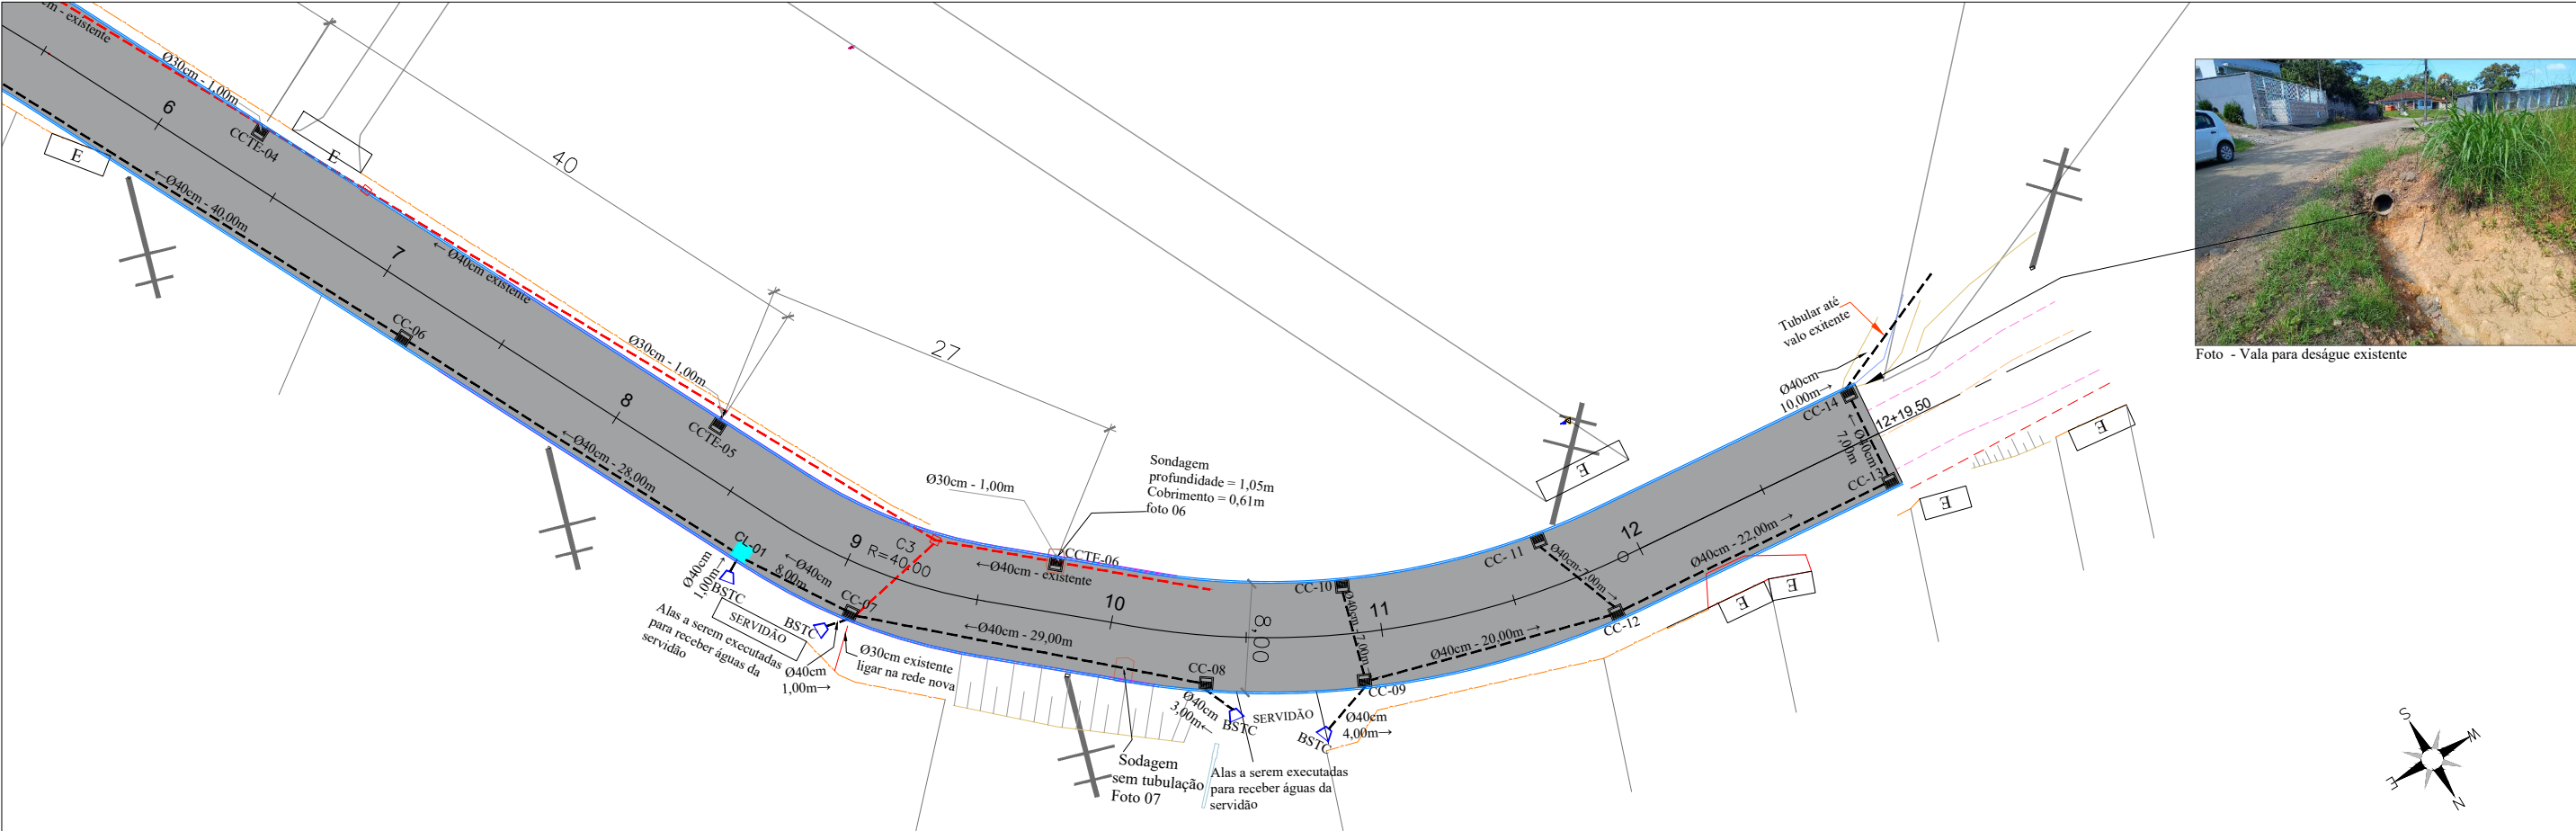 cm - existente
Ø30cm - 1,00m
6
CCTE-04
E
E
←Ø40cm - 40,00m
40
7
←Ø40cm existente
CC-06
Ø30cm - 1,00m
8
CCTE-05
27
←Ø40cm - 28,00m
Ø30cm - 1,00m
Sondagem
profundidade = 1,05m
Cobrimento = 0,61m
foto 06
CL-01
Ø40cm
1,00m→
BSTC
←Ø40cm
8,00m
9
C3
R=40,00
CCTE-06
←Ø40cm - existente
CC-07
BSTC
SERVIDÃO
Alas a serem executadas
para receber águas da
servidão
Ø40cm
1,00m→
Ø30cm existente
ligar na rede nova
10
←Ø40cm - 29,00m
CC-08
Ø40cm
3,00m←
BSTC
SERVIDÃO
8,00
Sodagem
sem tubulação
Foto 07
Alas a serem executadas
para receber águas da
servidão
CC-10
Ø40cm - 7,00m→
11
CC-09
BSTC
Ø40cm
4,00m→
Ø40cm - 20,00m→
CC- 11
Ø40cm-7,00m→
12
CC-12
Ø40cm - 22,00m→
E
E
E
E
E
CC-13
Ø40cm→
7,00m
CC-14
12+19,50
Ø40cm
10,00m→
Tubular até
valo exitente
Foto - Vala para deságue existente
S
W
E
N